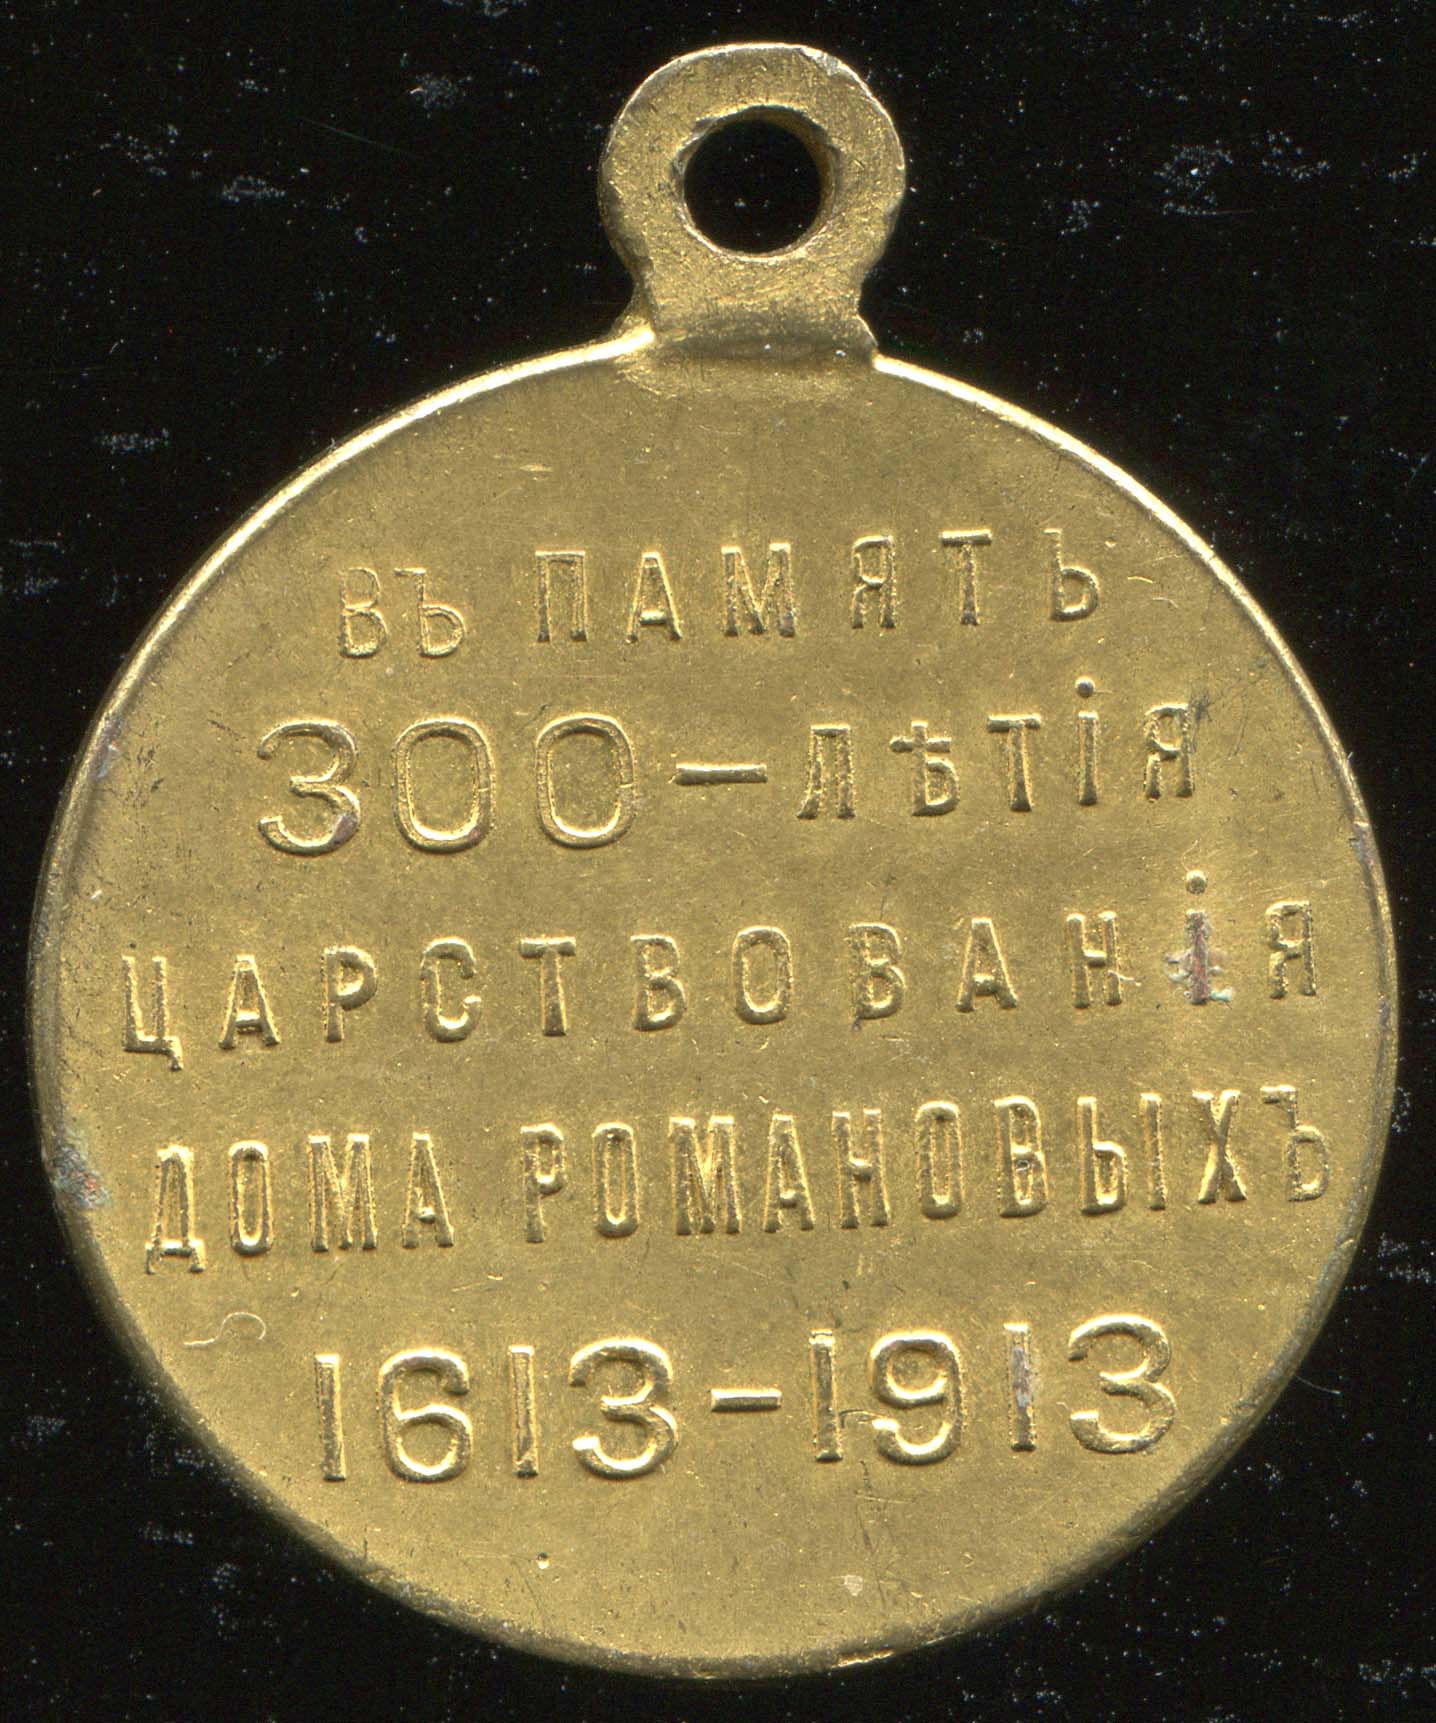 ВЪ ПАМЯТЬ
300-ЛѢТІЯ
ЦАРСТВОВАНІЯ
ДОМА РОМАНОВЫХЪ
1613-1913